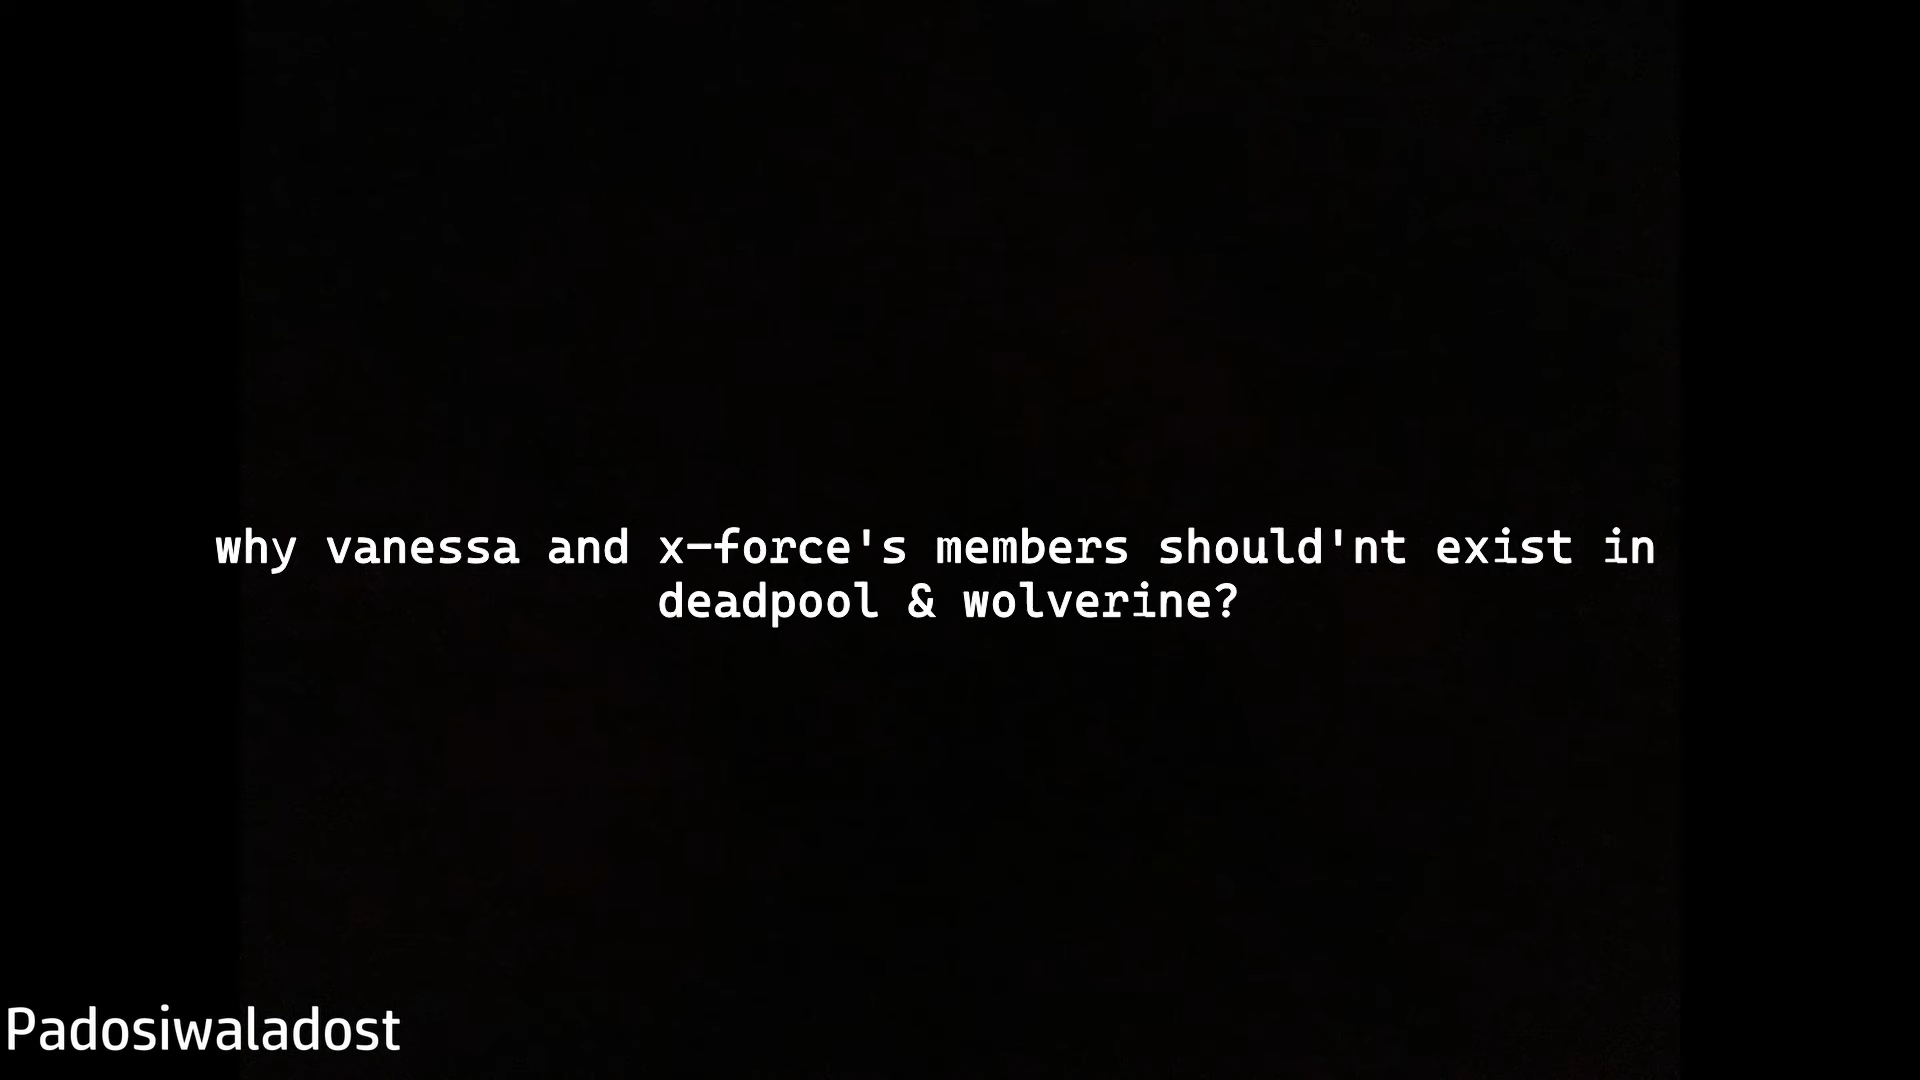 why vanessa and x-force's members should'nt exist in
deadpool & wolverine?
Padosiwaladost